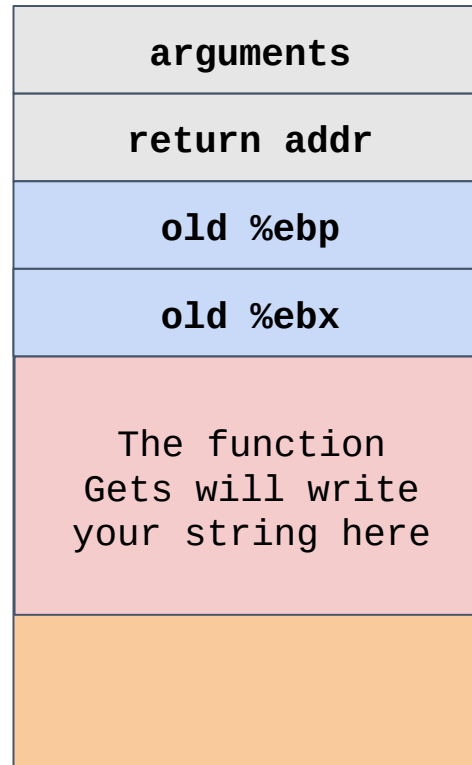 arguments
return addr
old %ebp
old %ebx
The function
Gets will write
your string here